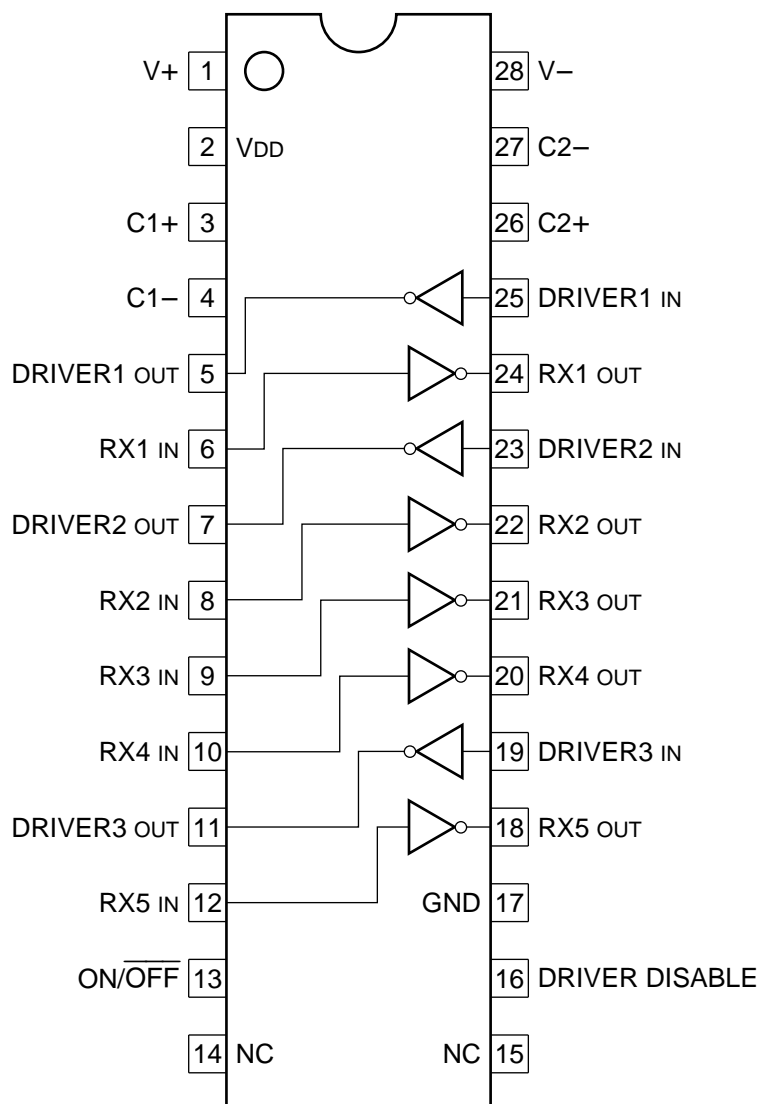 V+ 1 28 V−
2 VDD 27 C2−
C1+ 3 26 C2+
C1− 4 25 DRIVER1 IN
DRIVER1 OUT 5 24 RX1 OUT
RX1 IN 6 23 DRIVER2 IN
DRIVER2 OUT 7 22 RX2 OUT
RX2 IN 8 21 RX3 OUT
RX3 IN 9 20 RX4 OUT
RX4 IN 10 19 DRIVER3 IN
DRIVER3 OUT 11 18 RX5 OUT
RX5 IN 12 GND 17
ON/O̅F̅F̅ 13 16 DRIVER DISABLE
14 NC NC 15